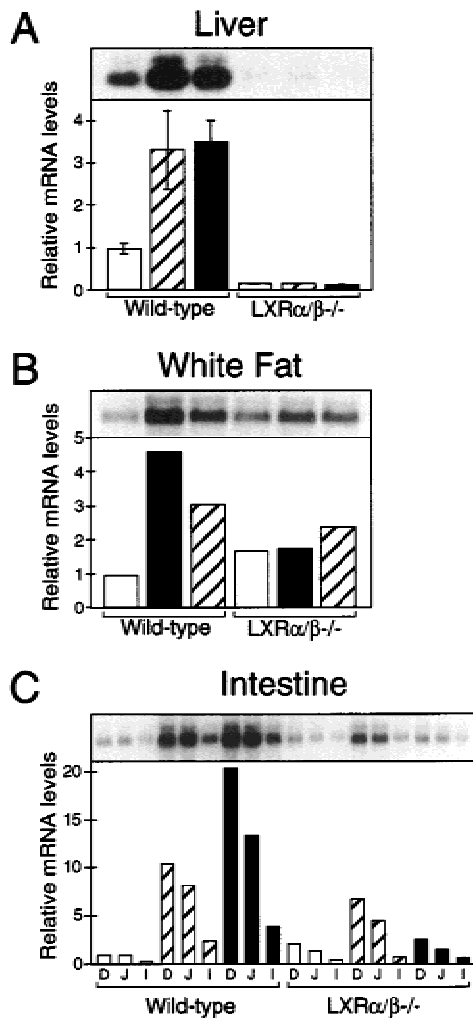 A Liver
Relative mRNA levels
4
3
2
1
0
Wild-type LXRα/β-/-
B White Fat
Relative mRNA levels
5
4
3
2
1
0
Wild-type LXRα/β-/-
C Intestine
Relative mRNA levels
20
15
10
5
0
D J I D J I D J I D J I D J I D J I
Wild-type LXRα/β-/-